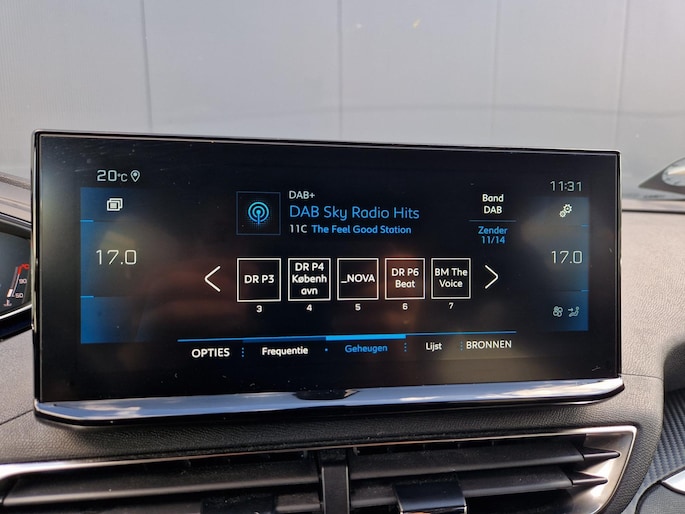 20°C
11:31
DAB+
DAB Sky Radio Hits
11C The Feel Good Station
Band
DAB
Zender
11/14
17.0
17.0
DR P3
DR P4
Københ
avn
_NOVA
DR P6
Beat
BM The
Voice
3
4
5
6
7
OPTIES
Frequentie
Geheugen
Lijst
BRONNEN
90
50